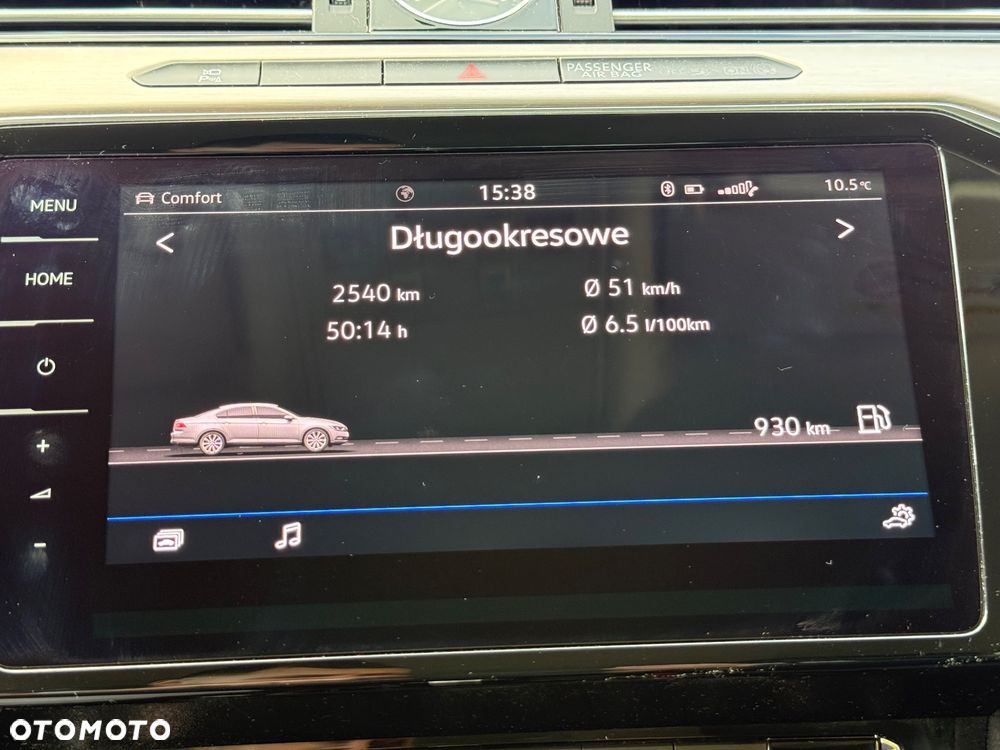 PASSENGER
AIR BAG
MENU
HOME
Comfort
15:38
10.5°C
<
Długookresowe
>
2540 km
Ø 51 km/h
50:14 h
Ø 6.5 l/100km
930 km
+
-
OTOMOTO